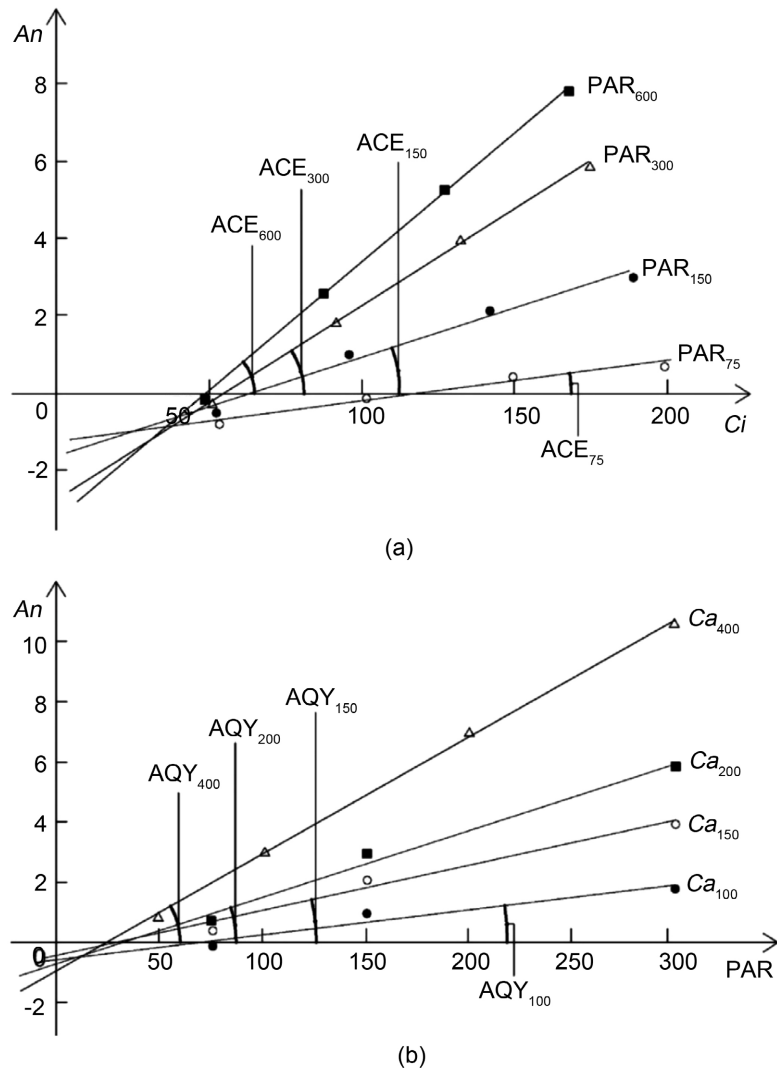 An
8
PAR600
ACE150
6
PAR300
ACE300
ACE600
4
PAR150
2
PAR75
0
50
100
150
200
Ci
ACE75
-2
(a)
An
10
Ca400
AQY150
8
AQY200
AQY400
6
Ca200
4
Ca150
2
Ca100
0
50
100
150
200
250
300
PAR
AQY100
-2
(b)